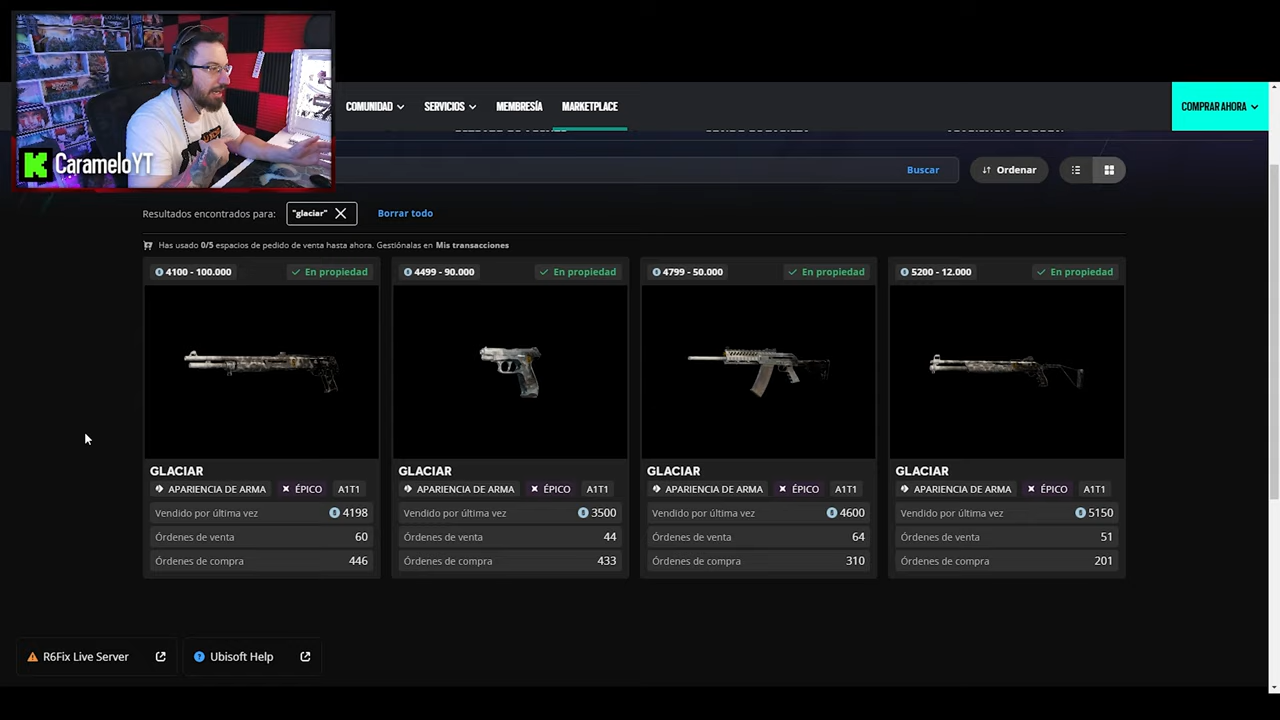 CarameloYT
COMUNIDAD
SERVICIOS
MEMBRESÍA
MARKETPLACE
COMPRAR AHORA
Buscar
Ordenar
Resultados encontrados para:
"glaciar"
Borrar todo
Has usado 0/5 espacios de pedido de venta hasta ahora. Gestiónalas en Mis transacciones
4100 - 100.000
En propiedad
GLACIAR
APARIENCIA DE ARMA
ÉPICO
A1T1
Vendido por última vez 4198
Órdenes de venta 60
Órdenes de compra 446
4499 - 90.000
En propiedad
GLACIAR
APARIENCIA DE ARMA
ÉPICO
A1T1
Vendido por última vez 3500
Órdenes de venta 44
Órdenes de compra 433
4799 - 50.000
En propiedad
GLACIAR
APARIENCIA DE ARMA
ÉPICO
A1T1
Vendido por última vez 4600
Órdenes de venta 64
Órdenes de compra 310
5200 - 12.000
En propiedad
GLACIAR
APARIENCIA DE ARMA
ÉPICO
A1T1
Vendido por última vez 5150
Órdenes de venta 51
Órdenes de compra 201
R6Fix Live Server
Ubisoft Help